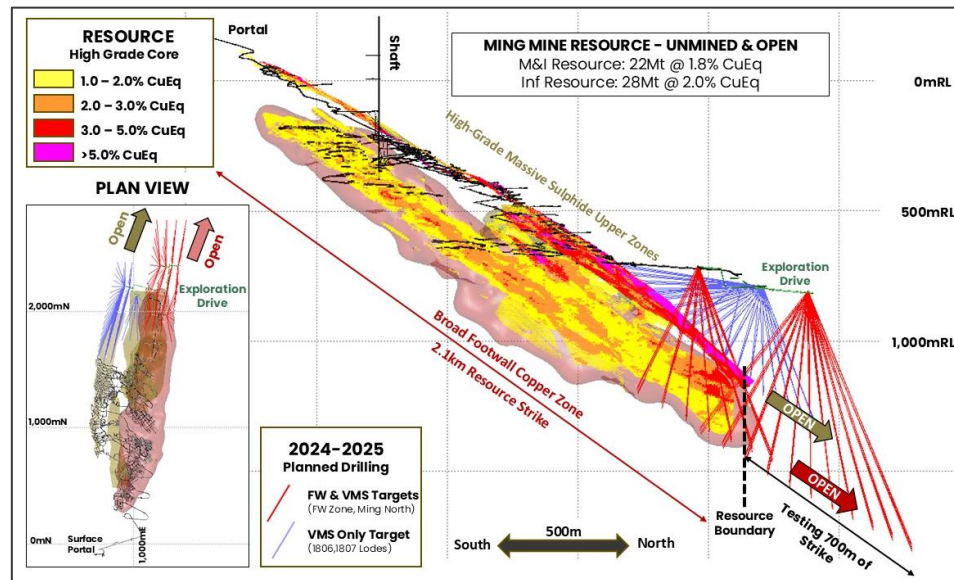 RESOURCE
High Grade Core
1.0 – 2.0% CuEq
2.0 – 3.0% CuEq
3.0 – 5.0% CuEq
>5.0% CuEq
Portal
Shaft
MING MINE RESOURCE - UNMINED & OPEN
M&I Resource: 22Mt @ 1.8% CuEq
Inf Resource: 28Mt @ 2.0% CuEq
0mRL
500mRL
1,000mRL
High-Grade Massive Sulphide Upper Zones
Exploration
Drive
Broad Footwall Copper Zone
2.1km Resource Strike
OPEN
OPEN
Resource
Boundary
Testing 700m of
Strike
500m
South
North
PLAN VIEW
Open
Open
Exploration
Drive
2,000mN
1,000mN
0mN
Surface
Portal
1,000mE
2024-2025
Planned Drilling
FW & VMS Targets
(FW Zone, Ming North)
VMS Only Target
(1806,1807 Lodes)